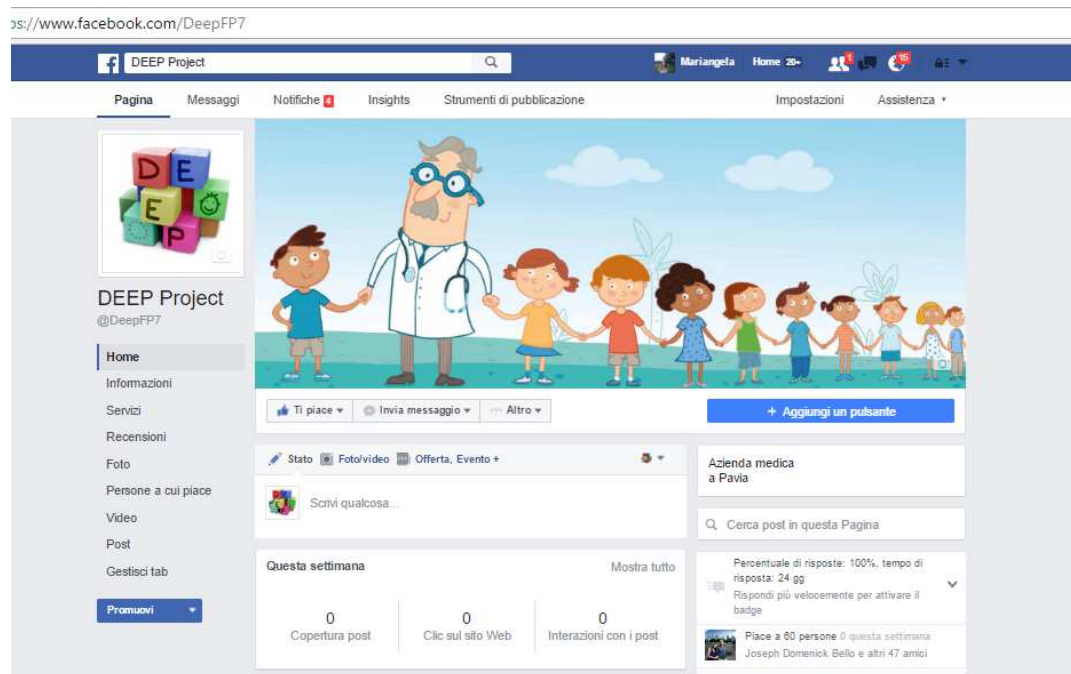 ps://www.facebook.com/DeepFP7
DEEP Project
Mariangela Home 20+ 1 15
Pagina Messaggi Notifiche 4 Insights Strumenti di pubblicazione Impostazioni Assistenza
D E
E
D P
DEEP Project
@DeepFP7
Home
Informazioni
Servizi
Recensioni
Foto
Persone a cui piace
Video
Post
Gestisci tab
Promuovi
Ti piace Invia messaggio Altro
+ Aggiungi un pulsante
Stato Foto/video Offerta, Evento +
Scrivi qualcosa...
Questa settimana Mostra tutto
0 0 0
Copertura post Clic sul sito Web Interazioni con i post
Azienda medica
a Pavia
Cerca post in questa Pagina
Percentuale di risposte: 100%, tempo di
risposta: 24 gg
Rispondi più velocemente per attivare il
badge
Piace a 60 persone 0 questa settimana
Joseph Domenick Bello e altri 47 amici